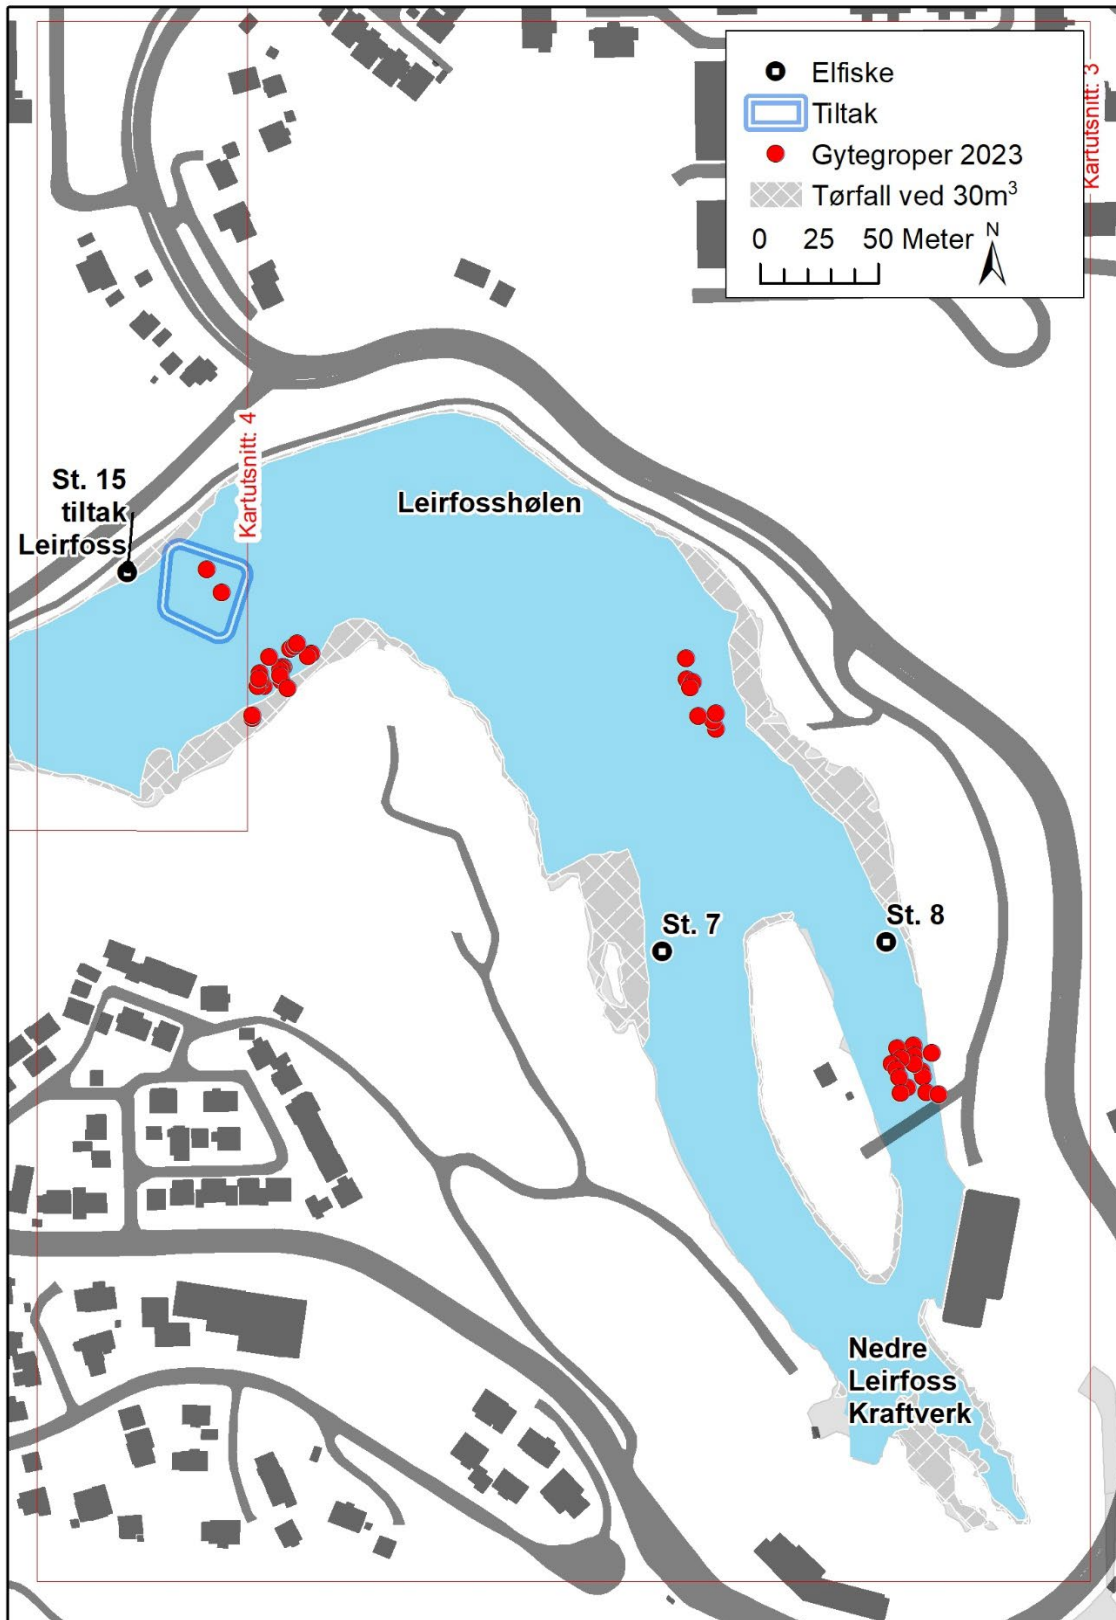 Elfiske
Tiltak
Gytegroper 2023
Tørfall ved 30m³
0 25 50 Meter
N
Kartutsnitt: 3
Kartutsnitt: 4
St. 15
tiltak
Leirfoss
Leirfosshølen
St. 7
St. 8
Nedre
Leirfoss
Kraftverk